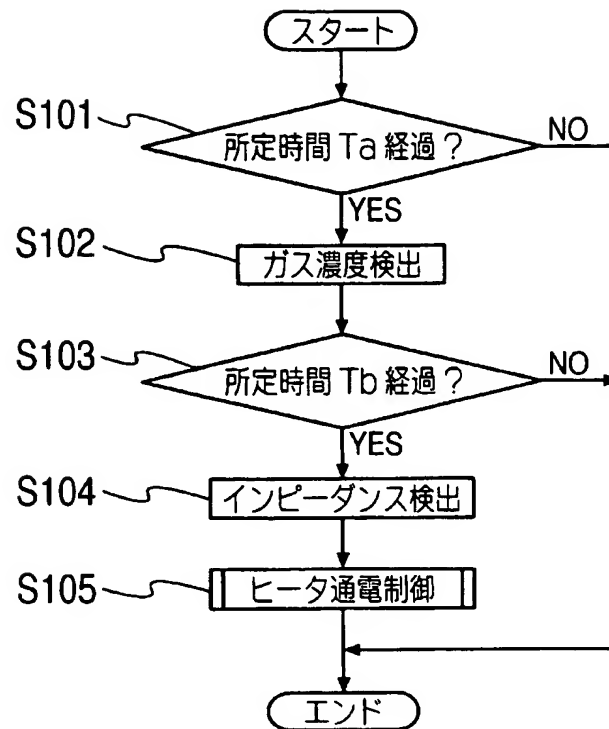 スタート
S101
所定時間 Ta 経過？
NO
YES
S102
ガス濃度検出
S103
所定時間 Tb 経過？
NO
YES
S104
インピーダンス検出
S105
ヒータ通電制御
エンド